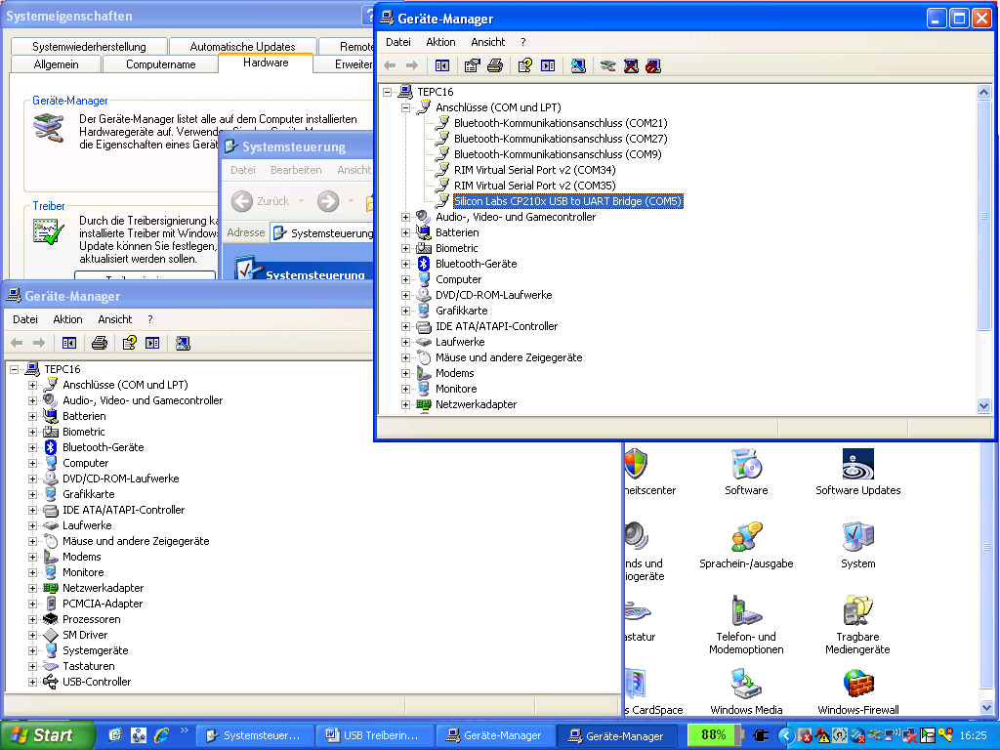 Systemeigenschaften
Systemwiederherstellung
Automatische Updates
Remote
Allgemein
Computername
Hardware
Erweiter
Geräte-Manager
Der Geräte-Manager listet alle auf dem Computer installierten
Hardwaregeräte auf. Verwende
die Eigenschaften eines Gerät
Treiber
Durch die Treibersignierung ka
installierte Treiber mit Window
Update können Sie festlegen,
aktualisiert werden sollen.
Systemsteuerung
Datei Bearbeiten Ansicht
Zurück
Adresse Systemsteuerung
Systemsteuerung
Geräte-Manager
Datei Aktion Ansicht ?
TEPC16
Anschlüsse (COM und LPT)
Bluetooth-Kommunikationsanschluss (COM21)
Bluetooth-Kommunikationsanschluss (COM27)
Bluetooth-Kommunikationsanschluss (COM9)
RIM Virtual Serial Port v2 (COM34)
RIM Virtual Serial Port v2 (COM35)
Silicon Labs CP210x USB to UART Bridge (COM5)
Audio-, Video- und Gamecontroller
Batterien
Biometric
Bluetooth-Geräte
Computer
DVD/CD-ROM-Laufwerke
Grafikkarte
IDE ATA/ATAPI-Controller
Laufwerke
Mäuse und andere Zeigegeräte
Modems
Monitore
Netzwerkadapter
Geräte-Manager
Datei Aktion Ansicht ?
TEPC16
Anschlüsse (COM und LPT)
Audio-, Video- und Gamecontroller
Batterien
Biometric
Bluetooth-Geräte
Computer
DVD/CD-ROM-Laufwerke
Grafikkarte
IDE ATA/ATAPI-Controller
Laufwerke
Mäuse und andere Zeigegeräte
Modems
Monitore
Netzwerkadapter
PCMCIA-Adapter
Prozessoren
SM Driver
Systemgeräte
Tastaturen
USB-Controller
heitscenter
Software
Software Updates
nds und
iogeräte
Sprachein-/ausgabe
System
astatur
Telefon- und
Modemoptionen
Tragbare
Mediengeräte
s CardSpace
Windows Media
Windows-Firewall
Start
Systemsteuer...
USB Treiberin...
Geräte-Manager
Geräte-Manager
88%
16:25